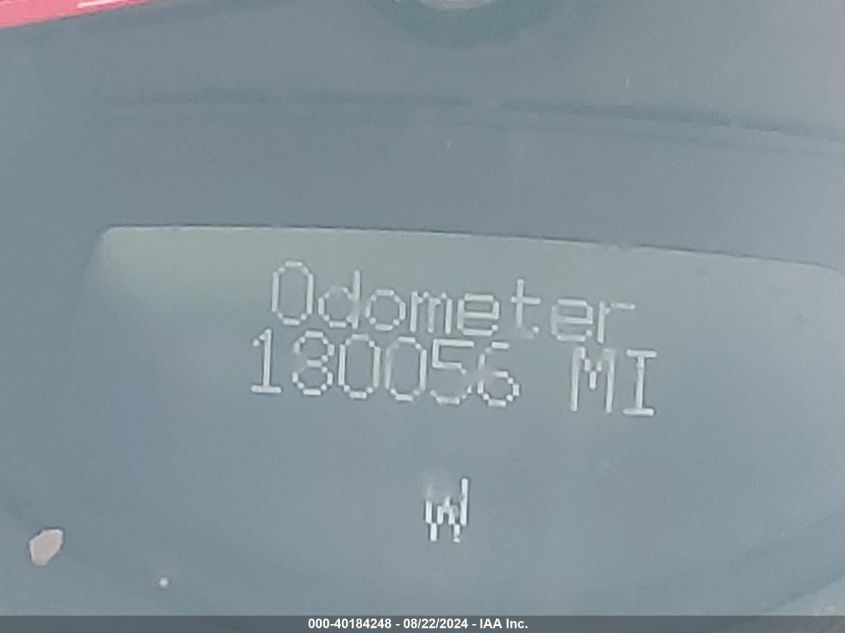 Odometer
180056 MI
W
000-40184248 - 08/22/2024 - IAA Inc.